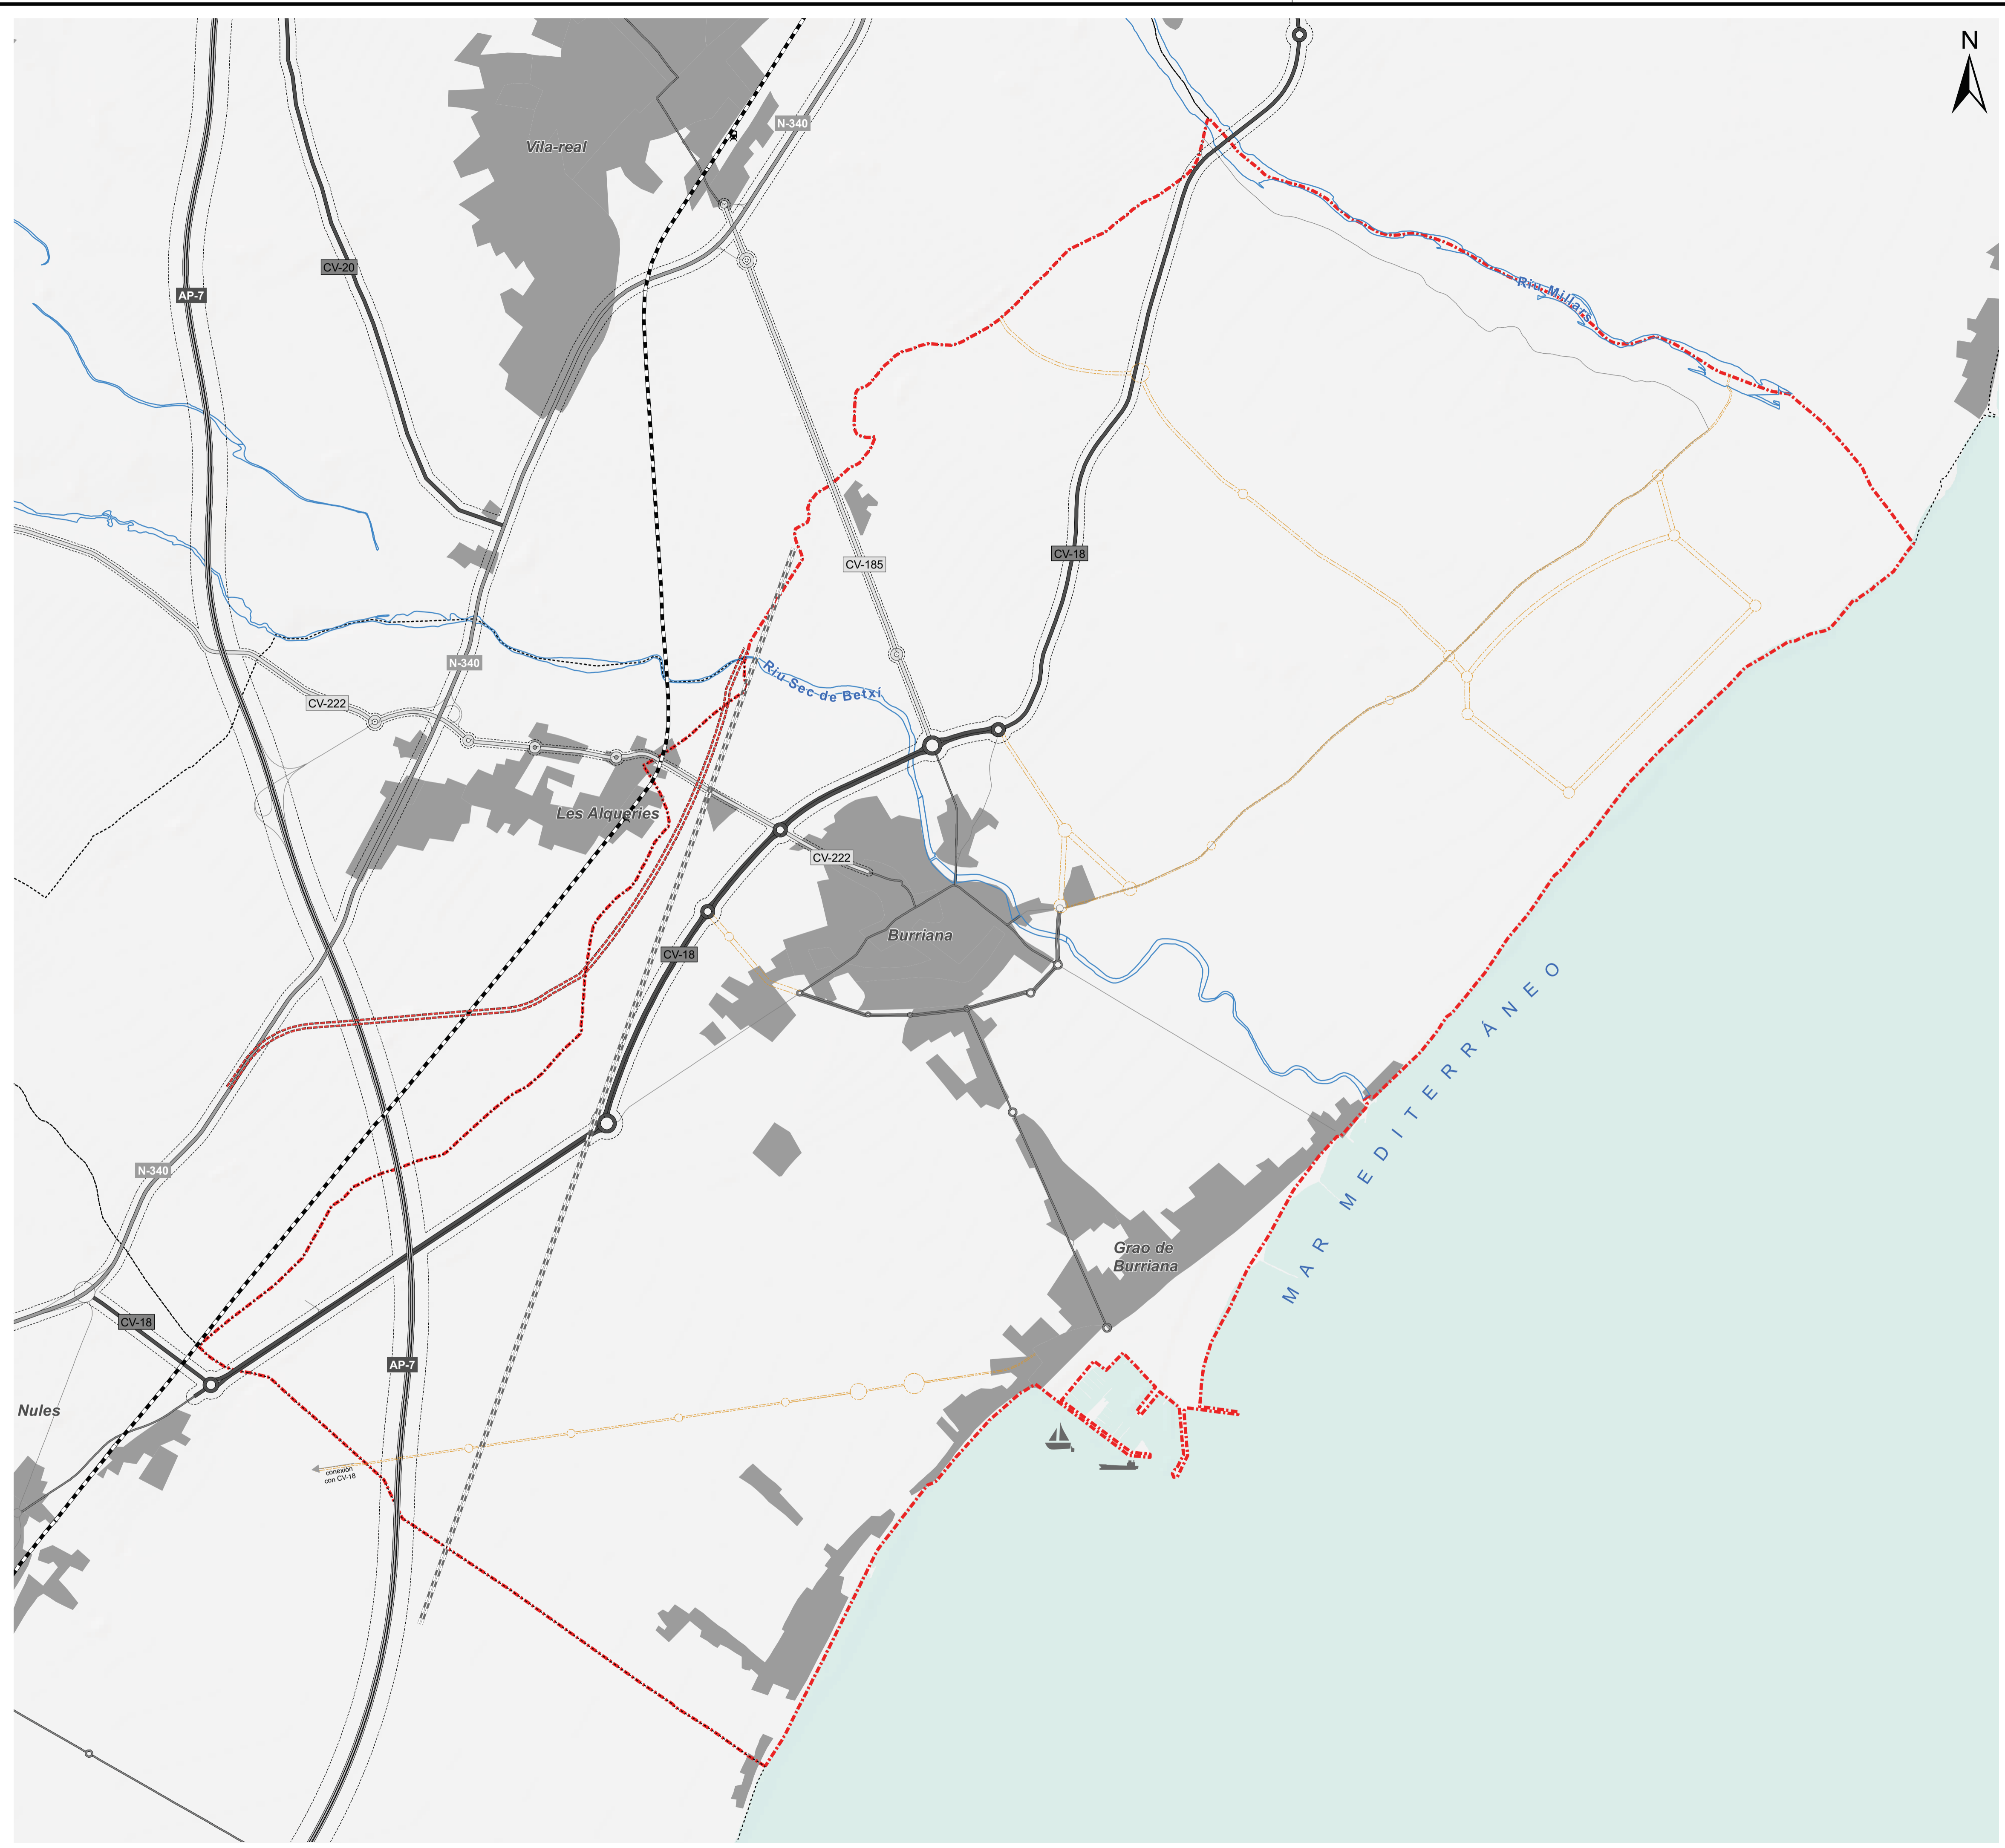 N
N-340
Vila-real
CV-20
AP-7
Riu Millars
CV-18
CV-185
N-340
Riu Sec de Betxí
CV-222
Les Alqueries
CV-222
Burriana
CV-18
MAR MEDITERRÁNEO
N-340
Grao de
Burriana
CV-18
AP-7
Nules
conexión
con CV-18